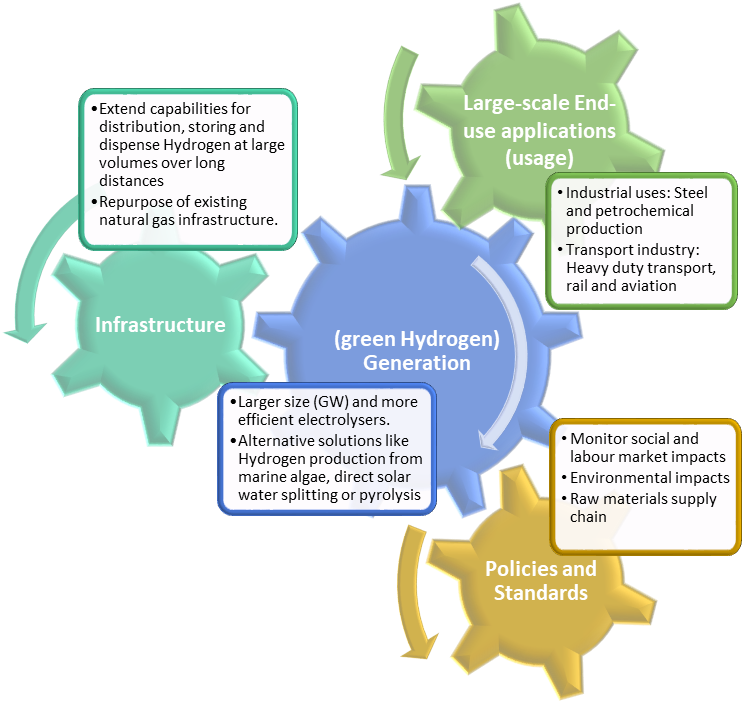 Large-scale End-
use applications
(usage)
•Industrial uses: Steel
and petrochemical
production
•Transport industry:
Heavy duty transport,
rail and aviation
•Extend capabilities for
distribution, storing and
dispense Hydrogen at large
volumes over long
distances
•Repurpose of existing
natural gas infrastructure.
Infrastructure
(green Hydrogen)
Generation
•Larger size (GW) and more
efficient electrolysers.
•Alternative solutions like
Hydrogen production from
marine algae, direct solar
water splitting or pyrolysis
•Monitor social and
labour market impacts
•Environmental impacts
•Raw materials supply
chain
Policies and
Standards